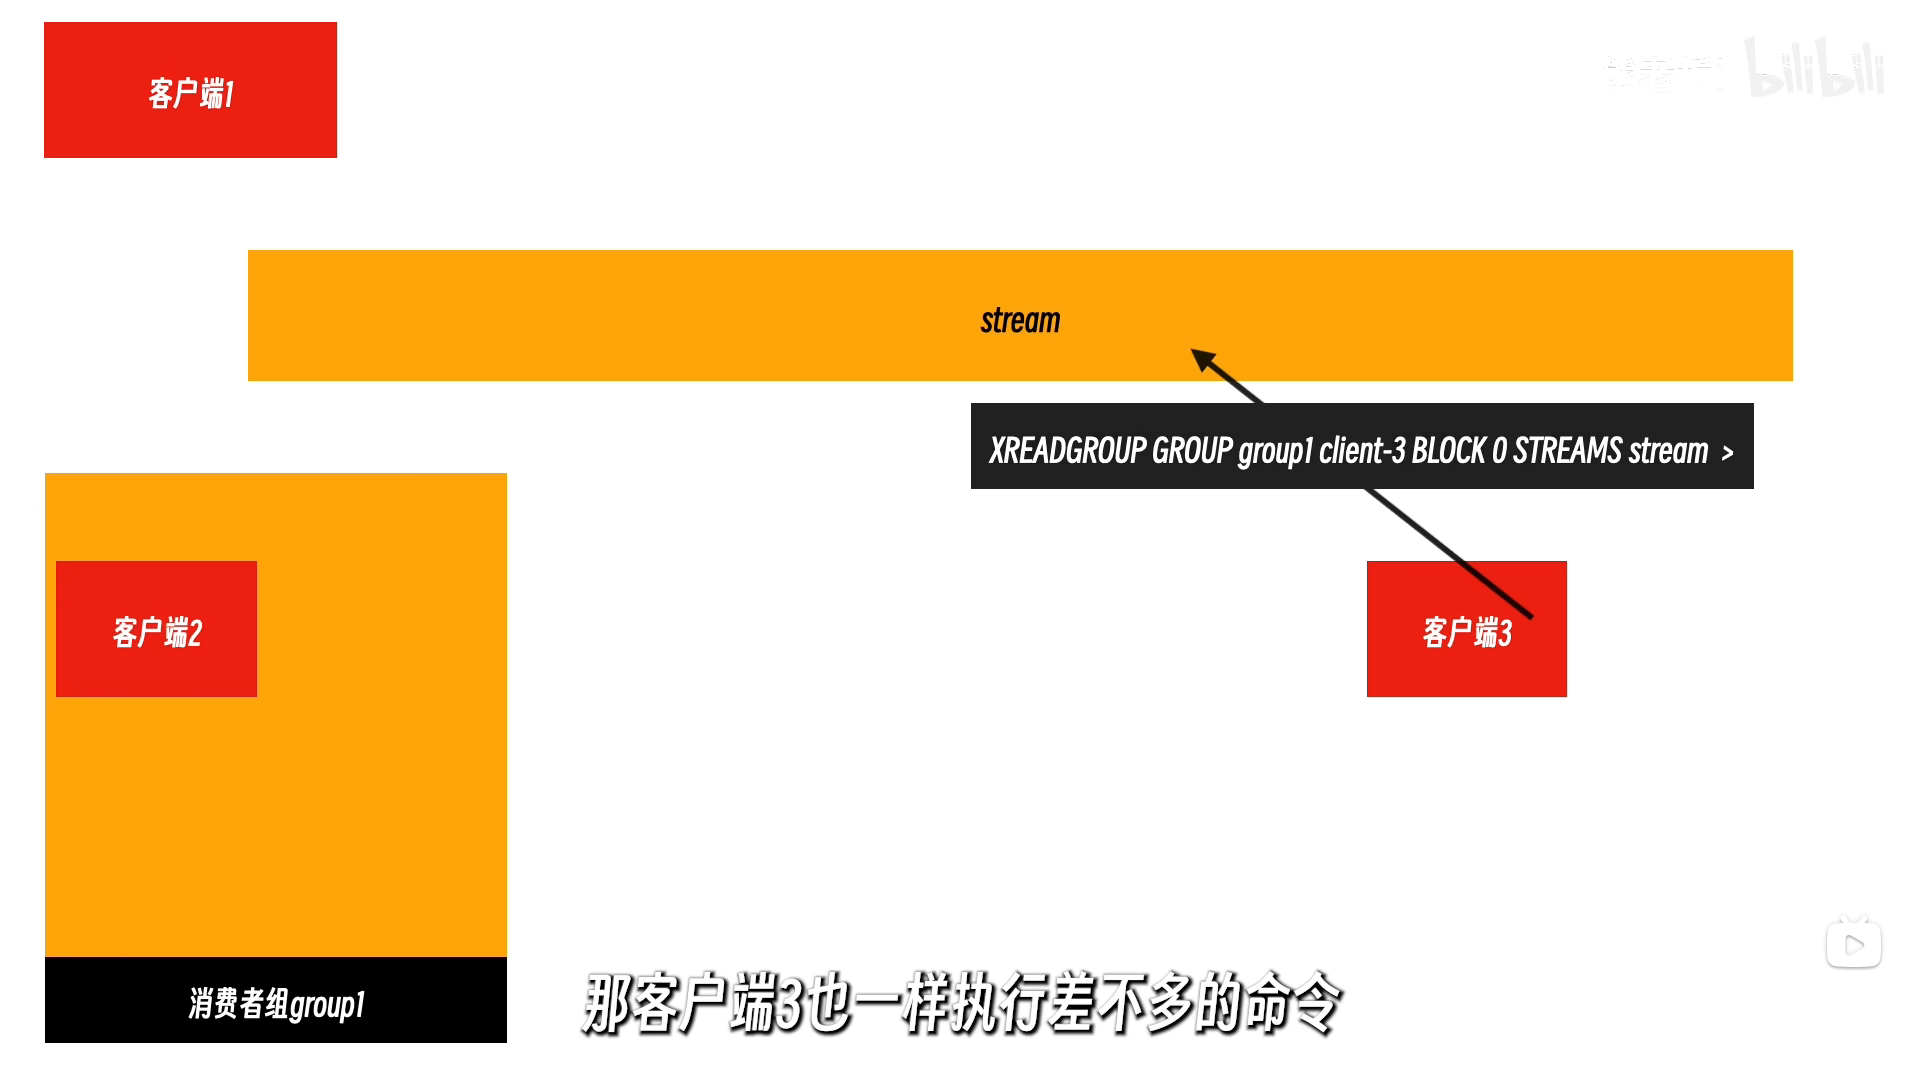 客户端1
bilibili
stream
XREADGROUP GROUP group1 client-3 BLOCK 0 STREAMS stream >
客户端2
客户端3
消费者组group1
那客户端3也一样执行差不多的命令